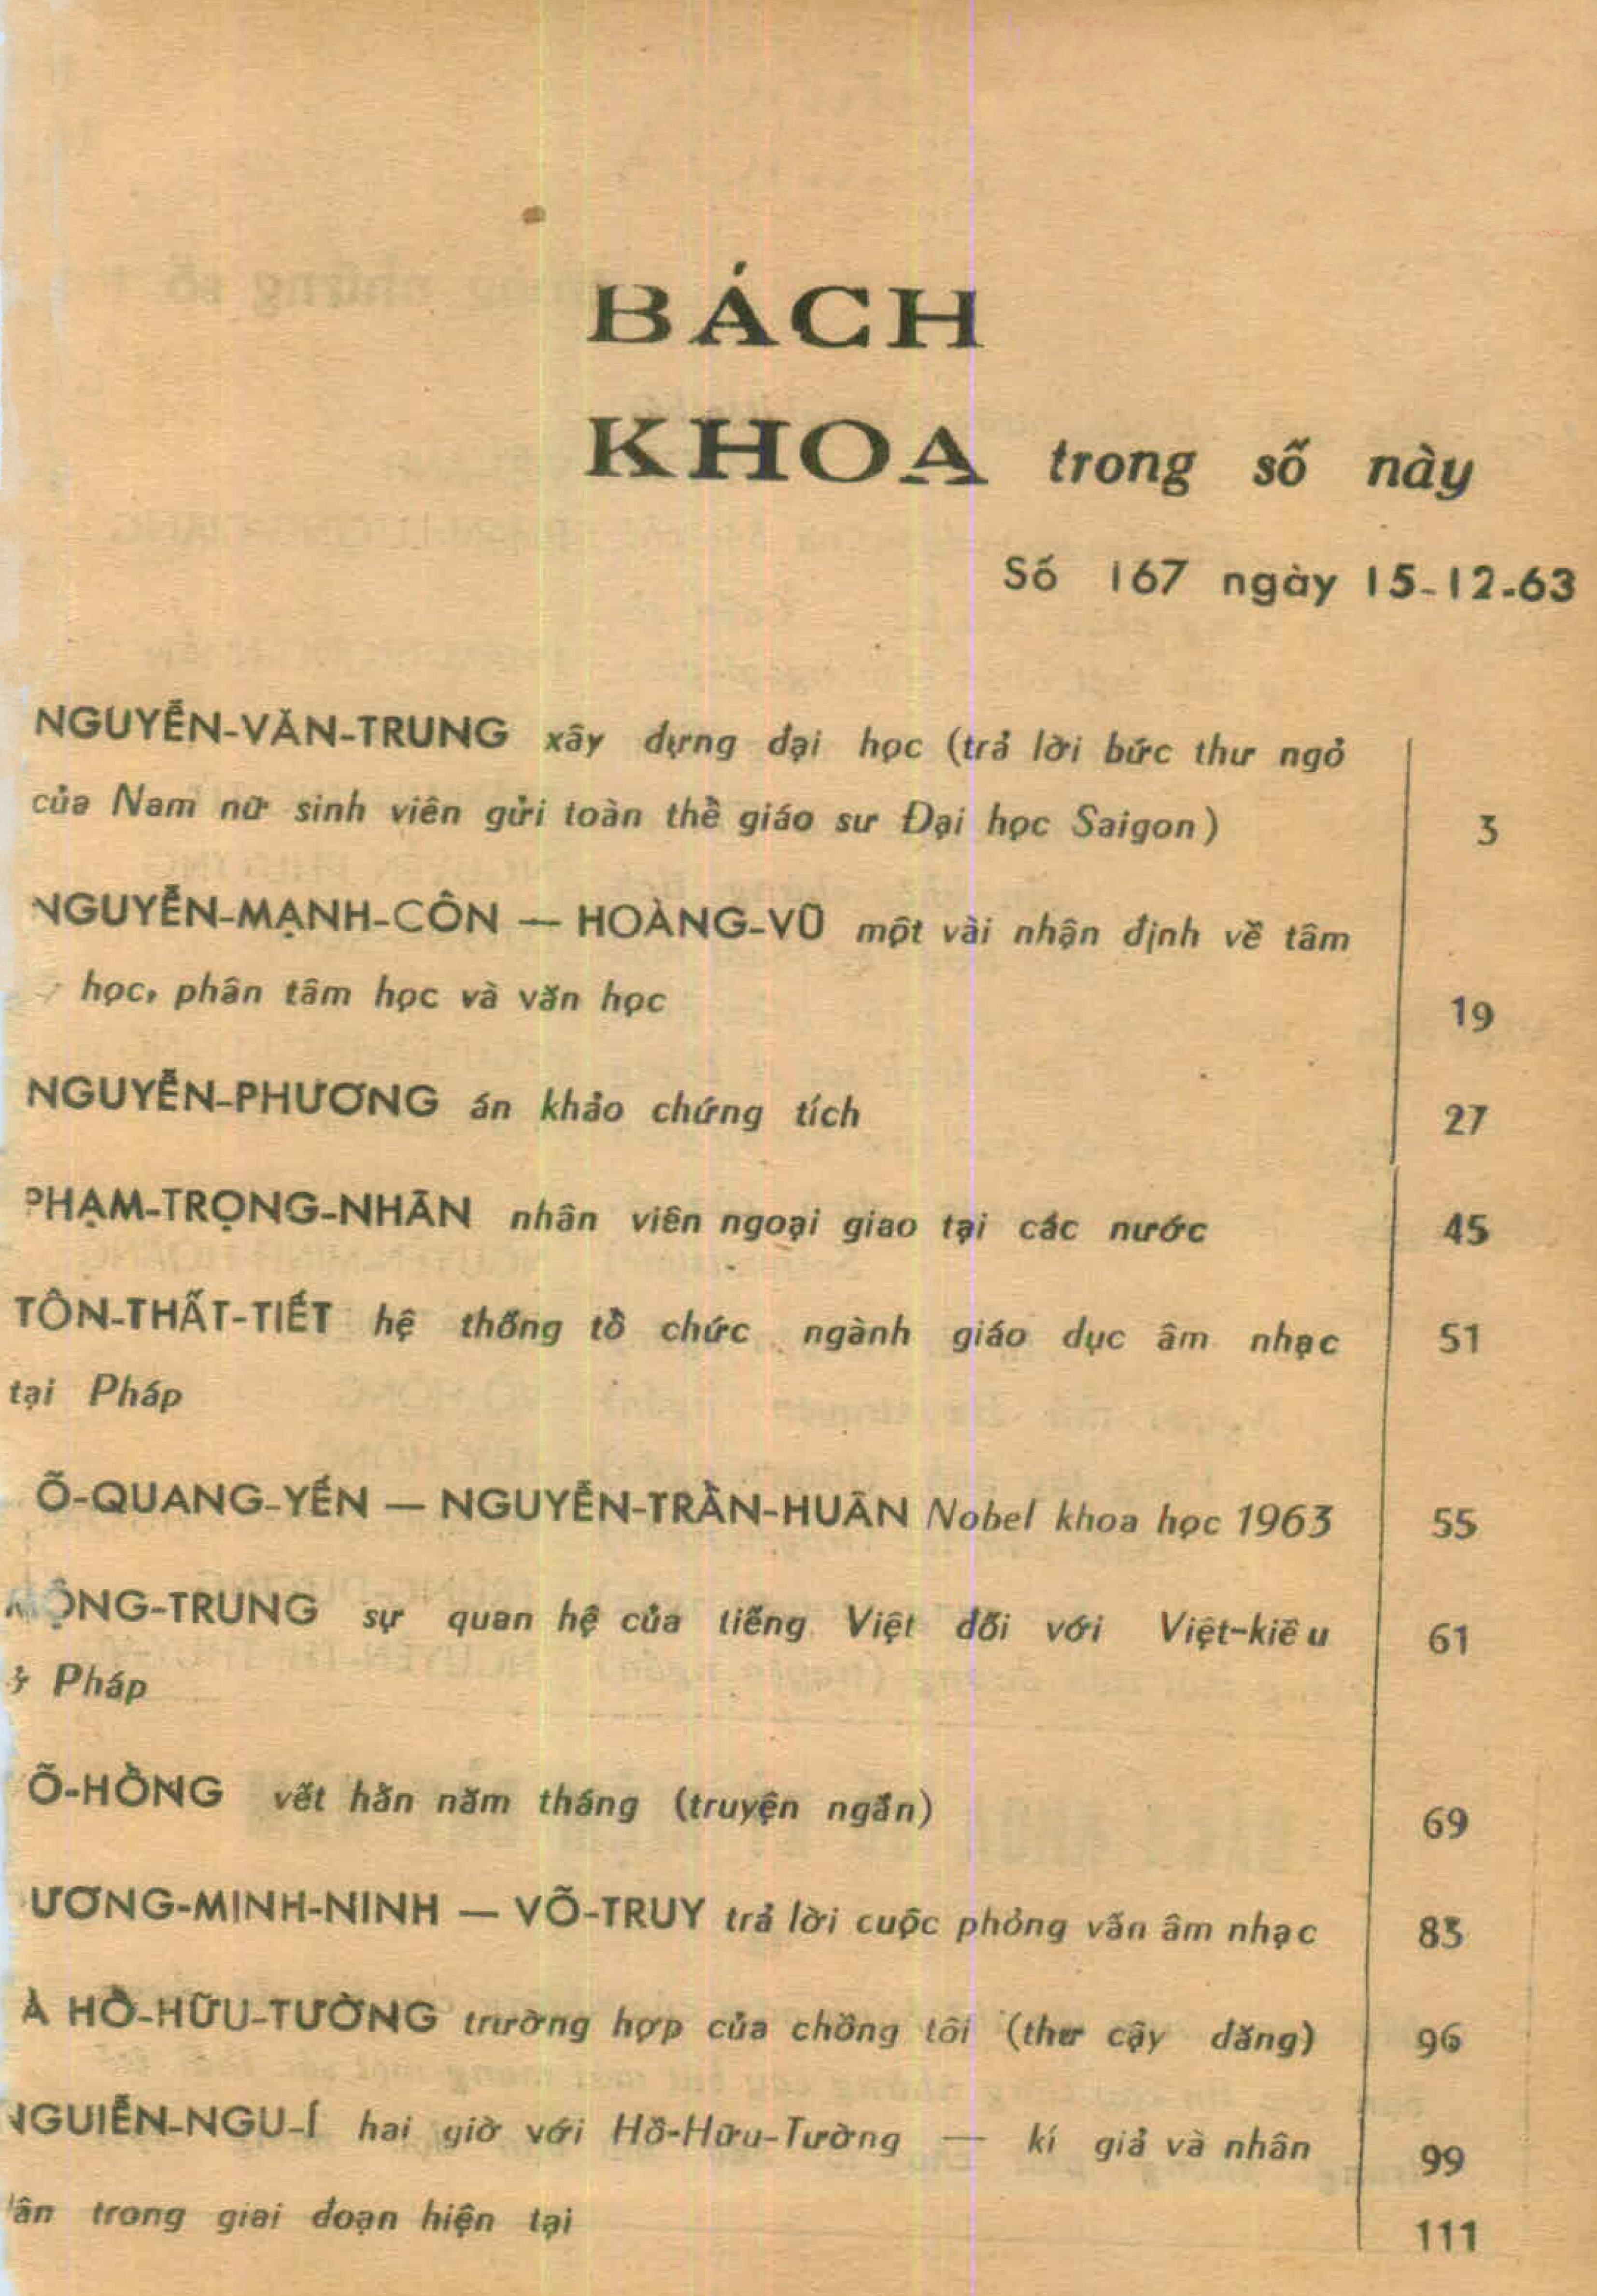 BÁCH
KHOA trong số này
Số 167 ngày 15-12-63
NGUYỄN-VĂN-TRUNG xây dựng đại học (trả lời bức thư ngỏ
của Nam nữ sinh viên gửi toàn thể giáo sư Đại học Saigon) 3
NGUYỄN-MẠNH-CÔN — HOÀNG-VŨ một vài nhận định về tâm
học, phân tâm học và văn học 19
NGUYỄN-PHƯƠNG án khảo chứng tích 27
PHẠM-TRỌNG-NHÂN nhân viên ngoại giao tại các nước 45
TÔN-THẤT-TIẾT hệ thống tổ chức ngành giáo dục âm nhạc 51
tại Pháp
Õ-QUANG-YẾN — NGUYỄN-TRẦN-HUÂN Nobel khoa học 1963 55
MỘNG-TRUNG sự quan hệ của tiếng Việt đối với Việt-kiều 61
ở Pháp
Õ-HỒNG vết hằn năm tháng (truyện ngắn) 69
ƯƠNG-MINH-NINH — VÕ-TRUY trả lời cuộc phỏng vấn âm nhạc 83
À HỒ-HỮU-TƯỜNG trường hợp của chồng tôi (thư cậy đăng) 96
NGUIỄN-NGU-Í hai giờ với Hồ-Hữu-Tường — kí giả và nhân 99
ân trong giai đoạn hiện tại 111